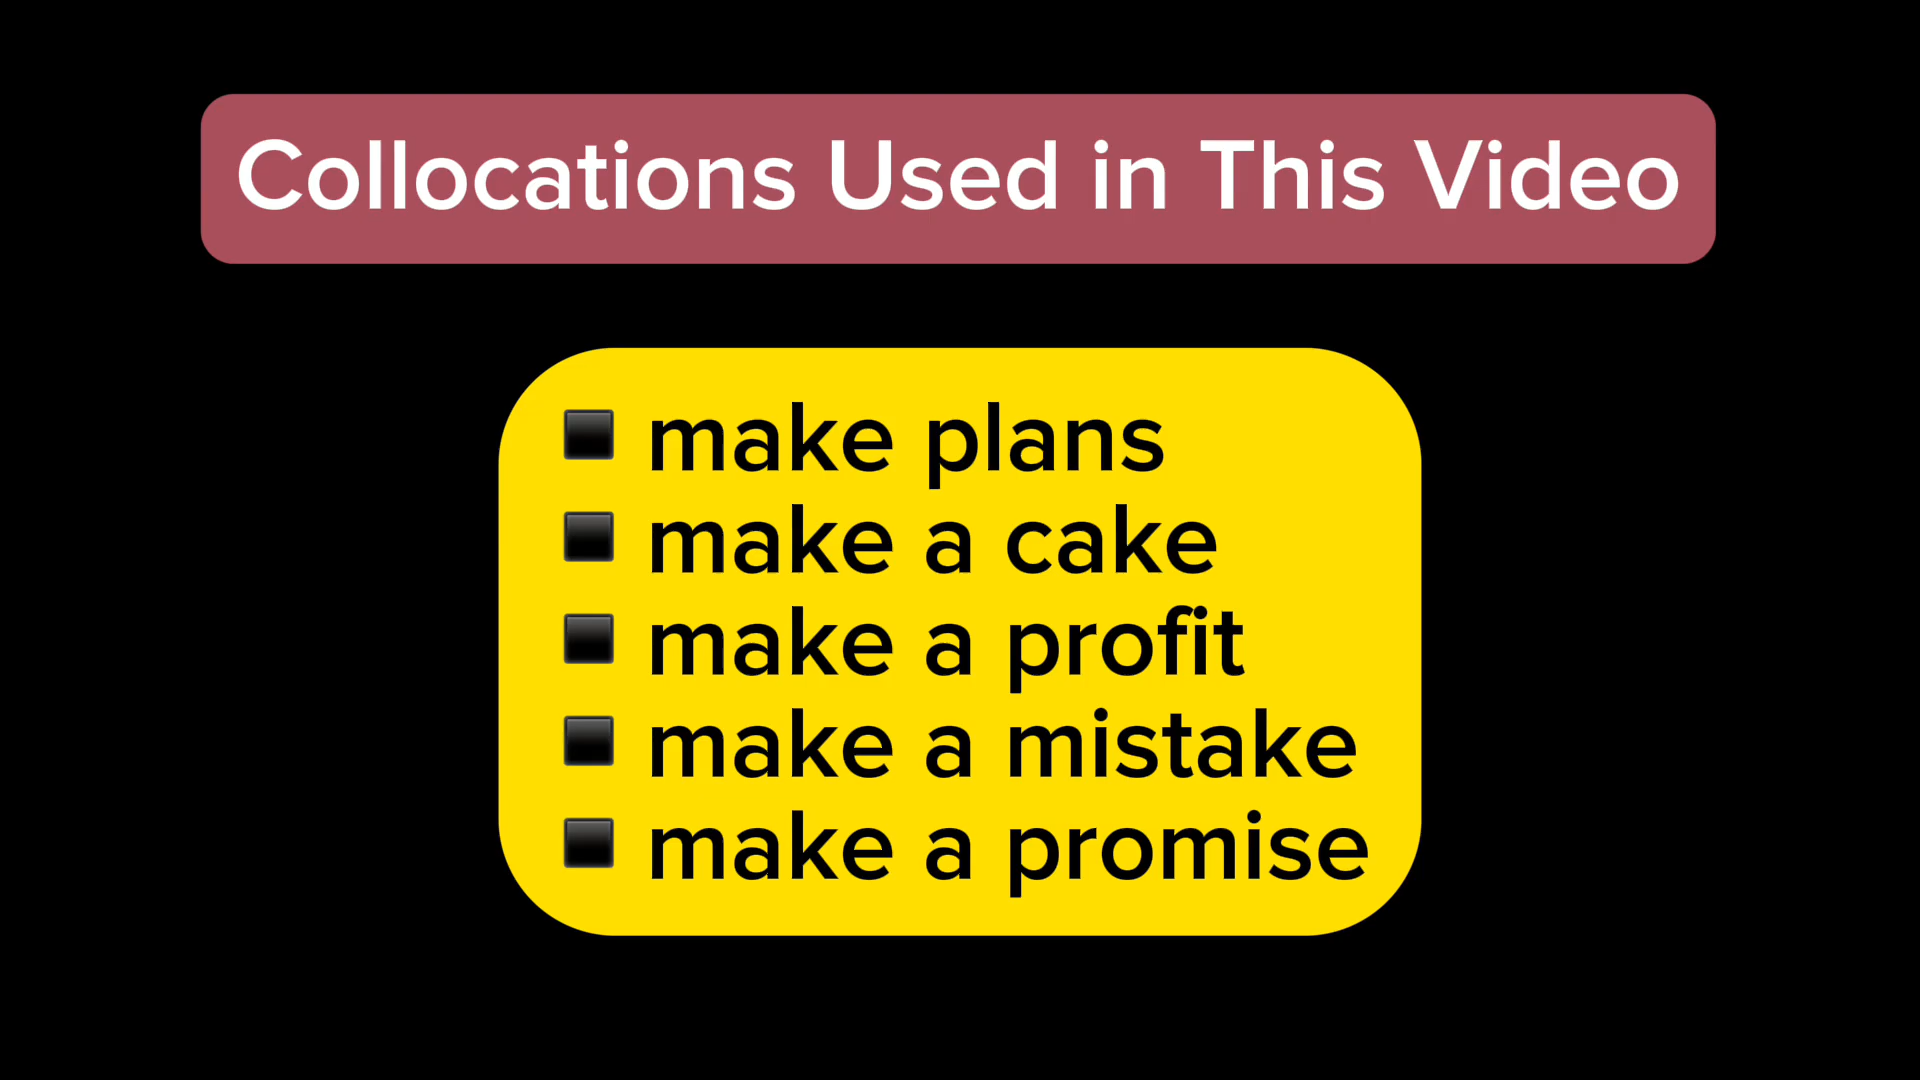 Collocations Used in This Video
▪️ make plans
▪️ make a cake
▪️ make a profit
▪️ make a mistake
▪️ make a promise